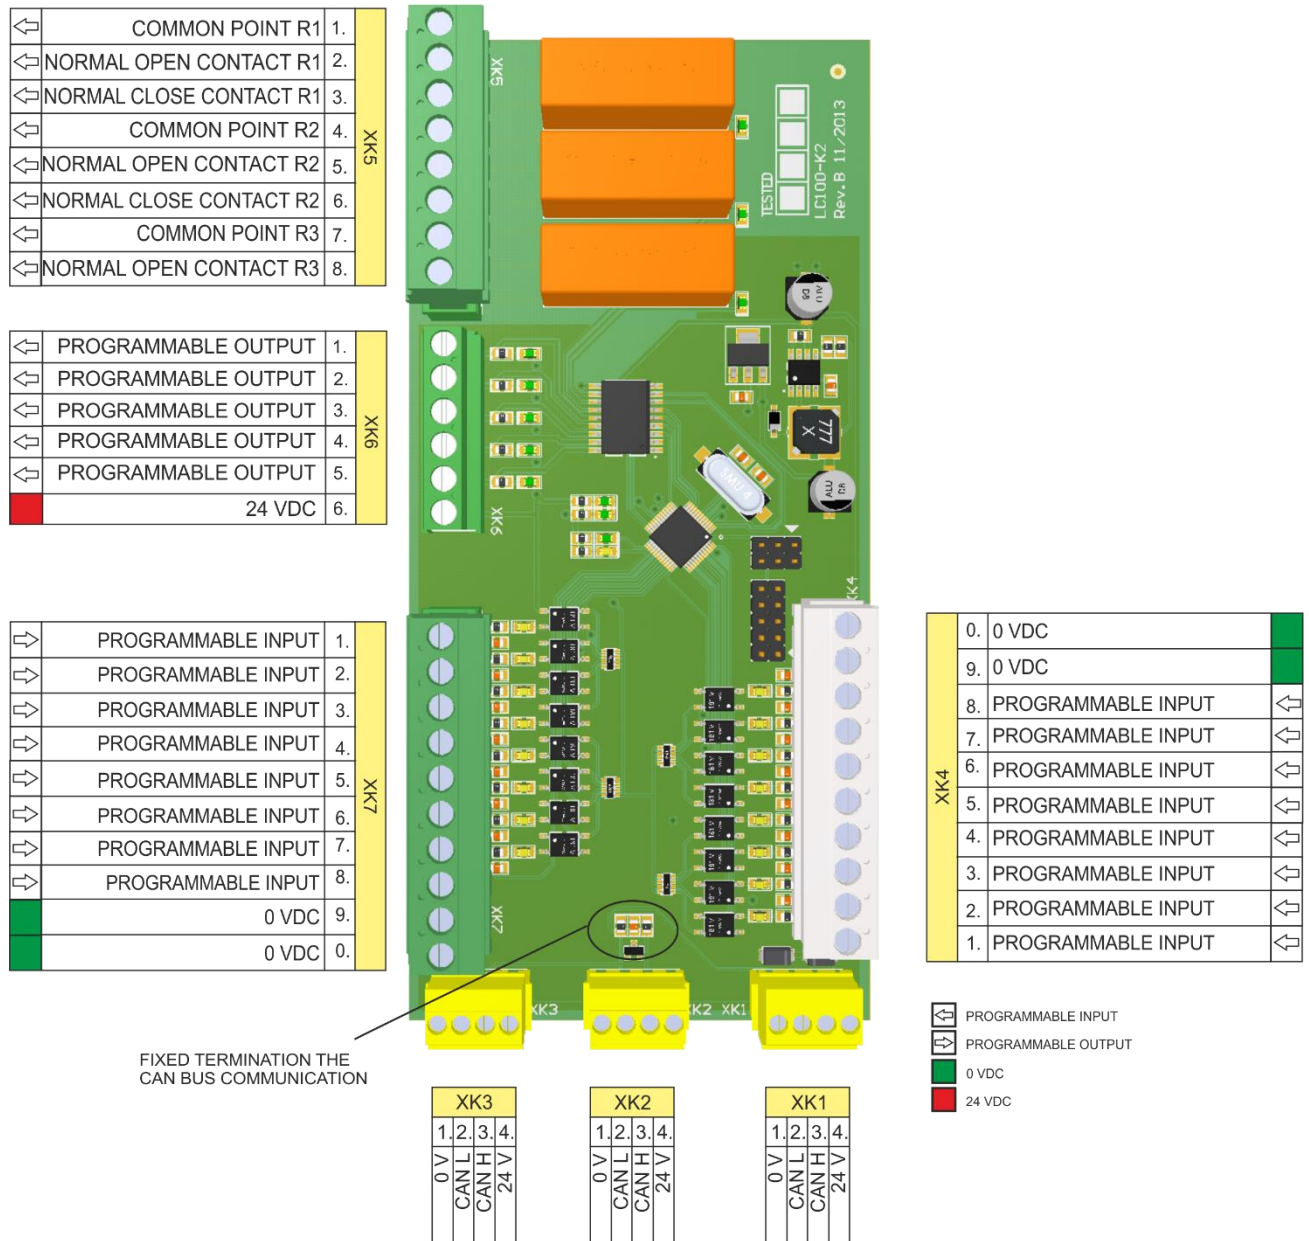 COMMON POINT R1 1.
NORMAL OPEN CONTACT R1 2.
NORMAL CLOSE CONTACT R1 3.
COMMON POINT R2 4.
NORMAL OPEN CONTACT R2 5.
NORMAL CLOSE CONTACT R2 6.
COMMON POINT R3 7.
NORMAL OPEN CONTACT R3 8.
XK5
XK5
TESTED
LC100-K2
Rev.B 11/2013
PROGRAMMABLE OUTPUT 1.
PROGRAMMABLE OUTPUT 2.
PROGRAMMABLE OUTPUT 3.
PROGRAMMABLE OUTPUT 4.
PROGRAMMABLE OUTPUT 5.
24 VDC 6.
XK6
XK6
ALU
D8
777
X
SMU 4
ALU
D8
XK4
PROGRAMMABLE INPUT 1.
PROGRAMMABLE INPUT 2.
PROGRAMMABLE INPUT 3.
PROGRAMMABLE INPUT 4.
PROGRAMMABLE INPUT 5.
PROGRAMMABLE INPUT 6.
PROGRAMMABLE INPUT 7.
PROGRAMMABLE INPUT 8.
0 VDC 9.
0 VDC 0.
XK7
XK7
XK4
0. 0 VDC
9. 0 VDC
8. PROGRAMMABLE INPUT
7. PROGRAMMABLE INPUT
6. PROGRAMMABLE INPUT
5. PROGRAMMABLE INPUT
4. PROGRAMMABLE INPUT
3. PROGRAMMABLE INPUT
2. PROGRAMMABLE INPUT
1. PROGRAMMABLE INPUT
XK3
XK2
XK1
FIXED TERMINATION THE
CAN BUS COMMUNICATION
PROGRAMMABLE INPUT
PROGRAMMABLE OUTPUT
0 VDC
24 VDC
XK3
1. 2. 3. 4.
0 V
CAN L
CAN H
24 V
XK2
1. 2. 3. 4.
0 V
CAN L
CAN H
24 V
XK1
1. 2. 3. 4.
0 V
CAN L
CAN H
24 V